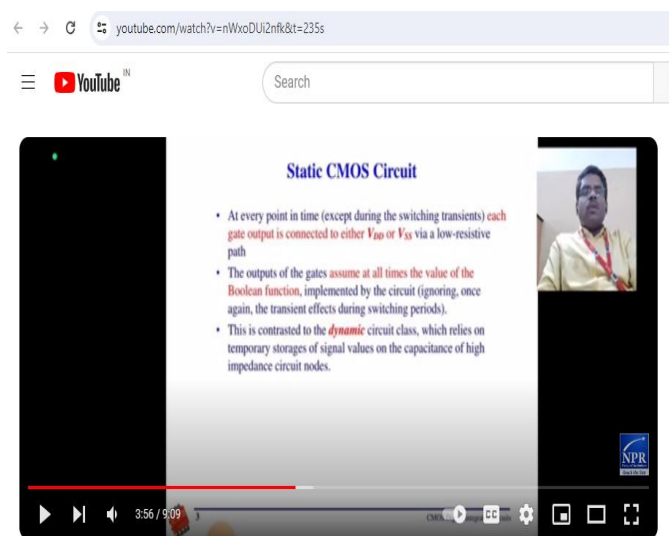 youtube.com/watch?v=nWxoDUi2nfk&t=235s
YouTube IN
Search
Static CMOS Circuit
• At every point in time (except during the switching transients) each
gate output is connected to either VDD or VSS via a low-resistive
path
• The outputs of the gates assume at all times the value of the
Boolean function, implemented by the circuit (ignoring, once
again, the transient effects during switching periods).
• This is contrasted to the dynamic circuit class, which relies on
temporary storages of signal values on the capacitance of high
impedance circuit nodes.
NPR
3:56 / 9:09
3
CC